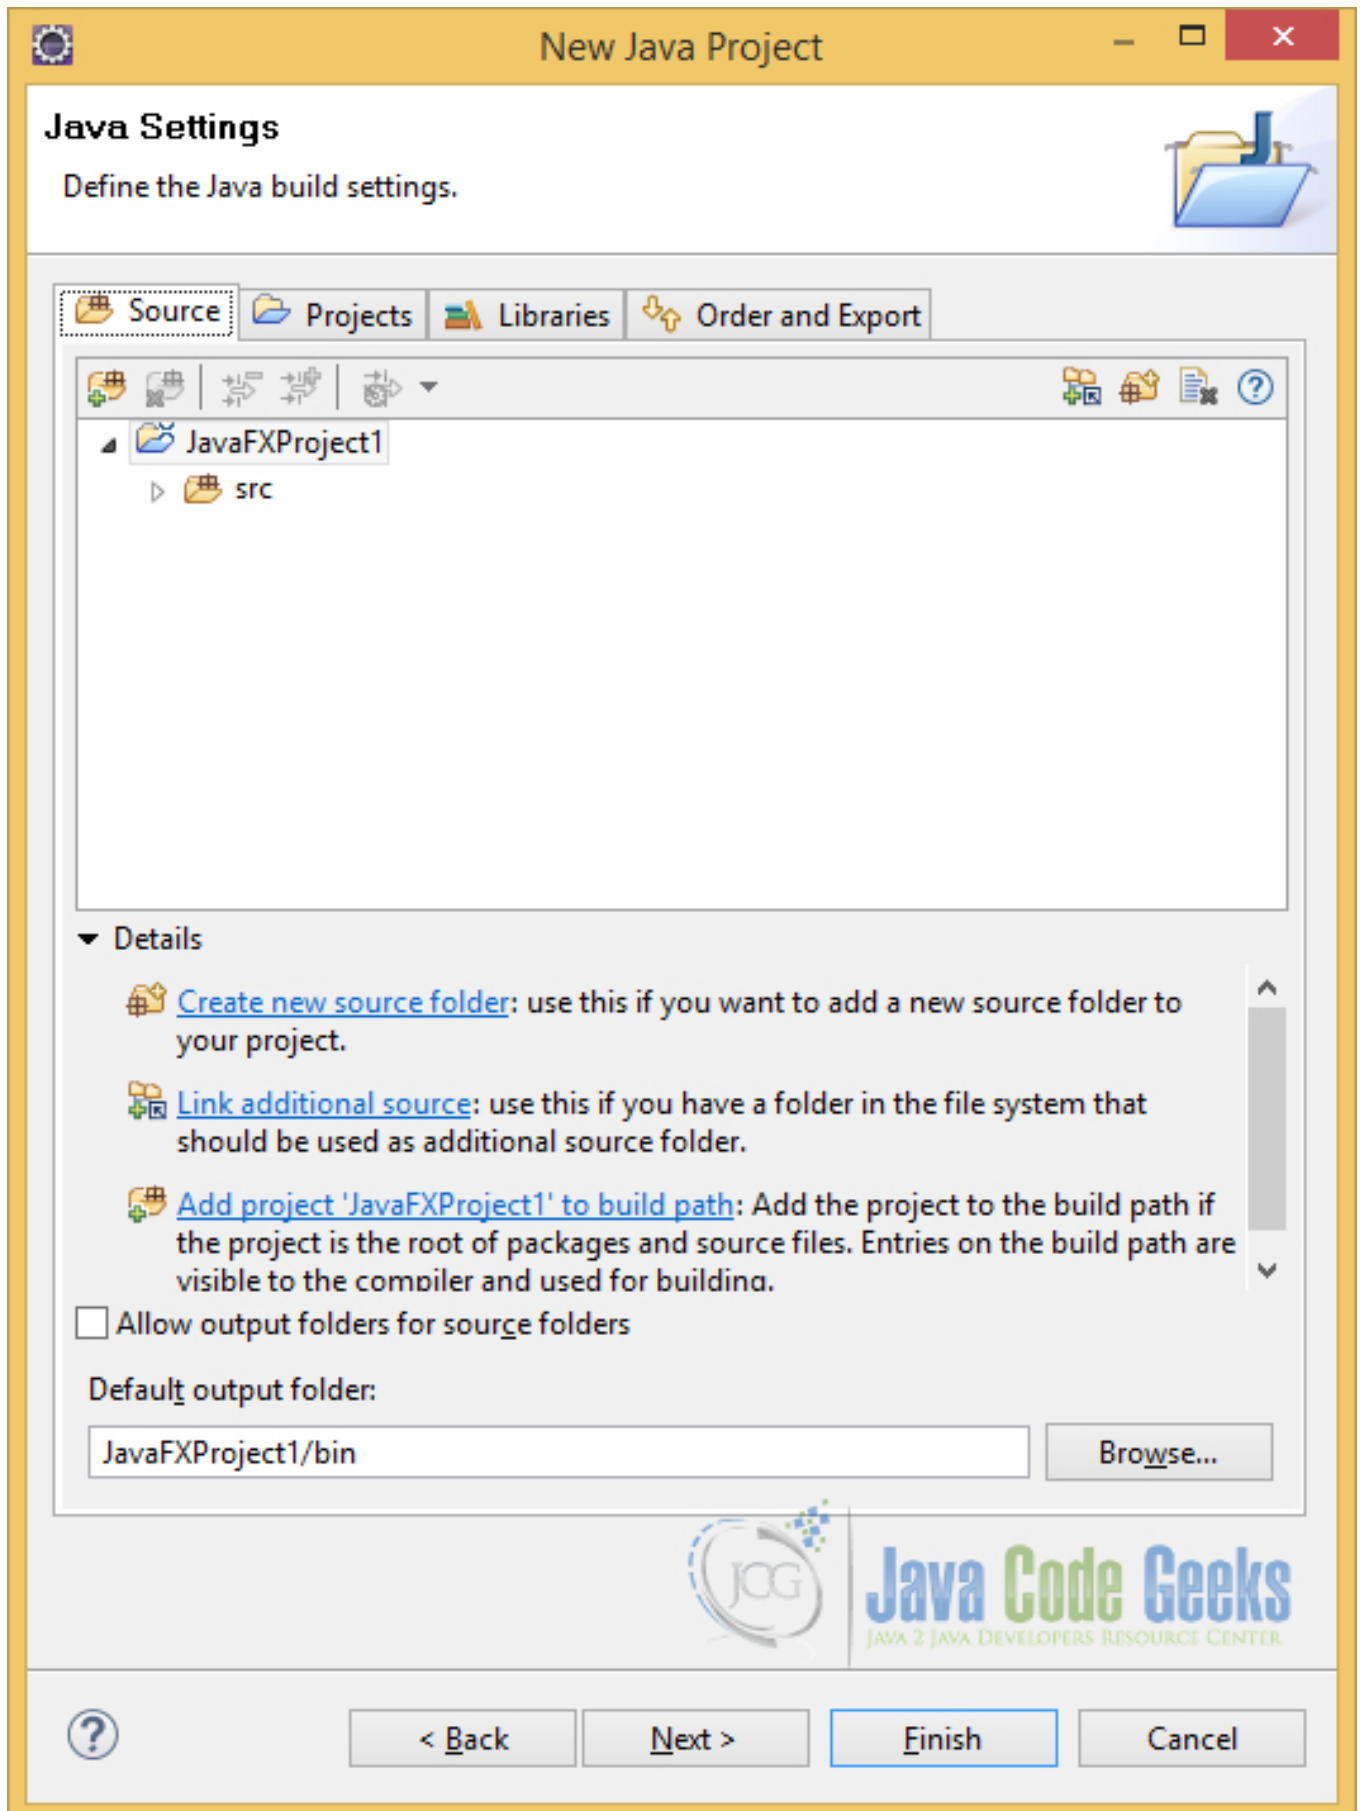 New Java Project
Java Settings
Define the Java build settings.
Source Projects Libraries Order and Export
JavaFXProject1
src
Details
Create new source folder: use this if you want to add a new source folder to
your project.
Link additional source: use this if you have a folder in the file system that
should be used as additional source folder.
Add project 'JavaFXProject1' to build path: Add the project to the build path if
the project is the root of packages and source files. Entries on the build path are
visible to the compiler and used for building.
Allow output folders for source folders
Default output folder:
JavaFXProject1/bin Browse...
JCG Java Code Geeks
JAVA 2 JAVA DEVELOPERS RESOURCE CENTER
< Back Next > Finish Cancel